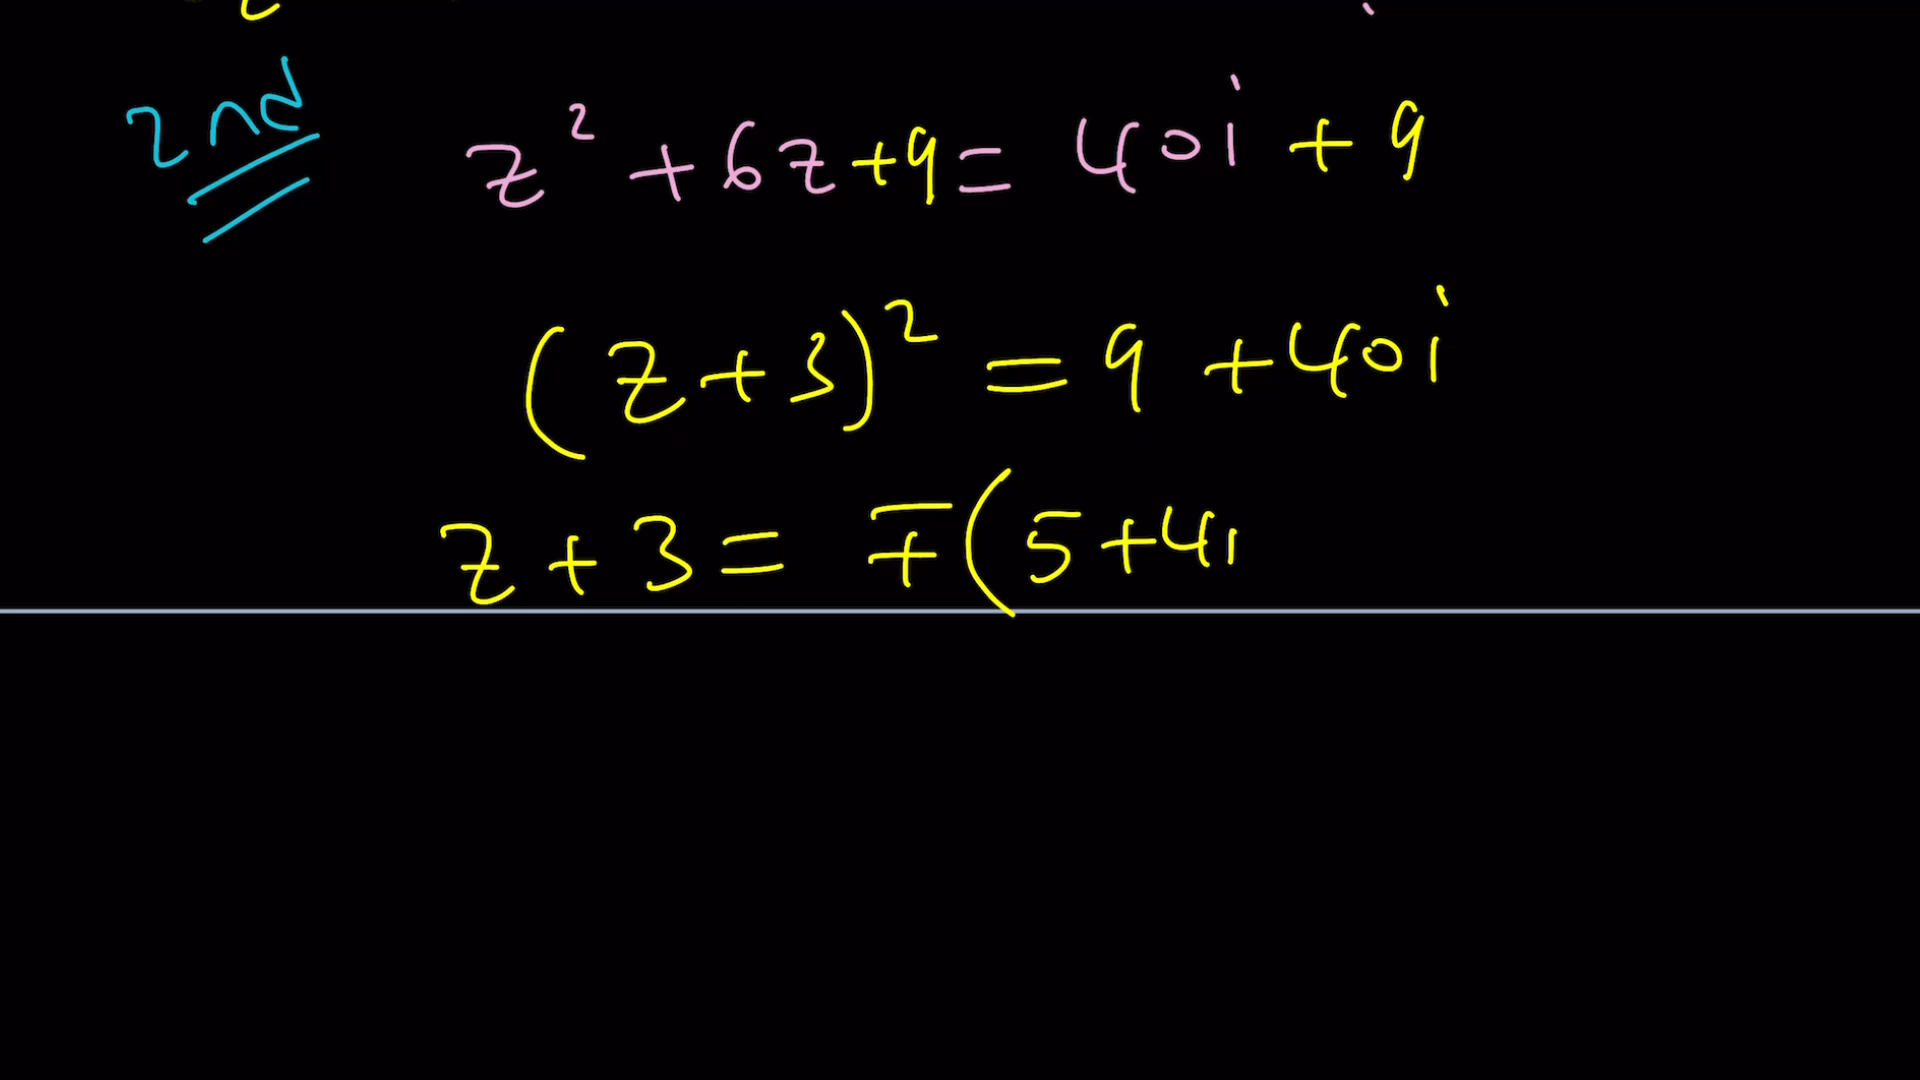 2nd
z² + 6z + 9 = 40i + 9
(z + 3)² = 9 + 40i
z + 3 = ∓(5 + 4i